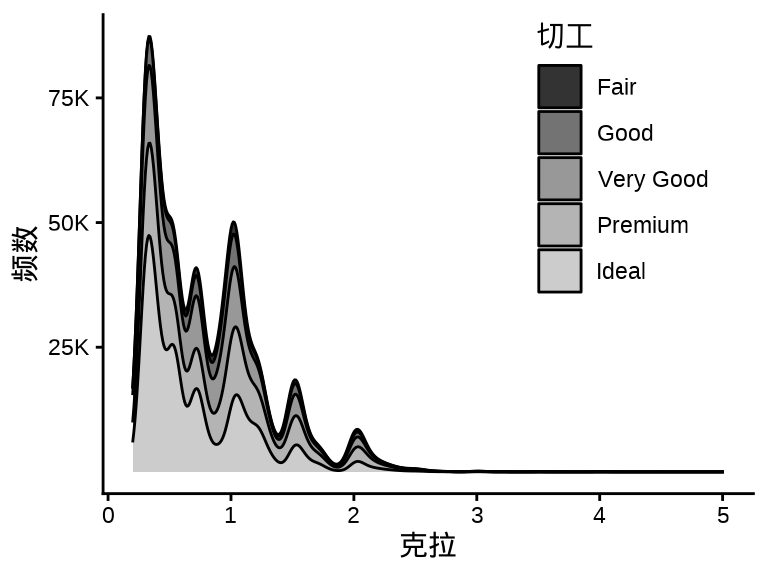 切工
Fair
Good
Very Good
Premium
Ideal
75K
50K
25K
频数
0 1 2 3 4 5
克拉